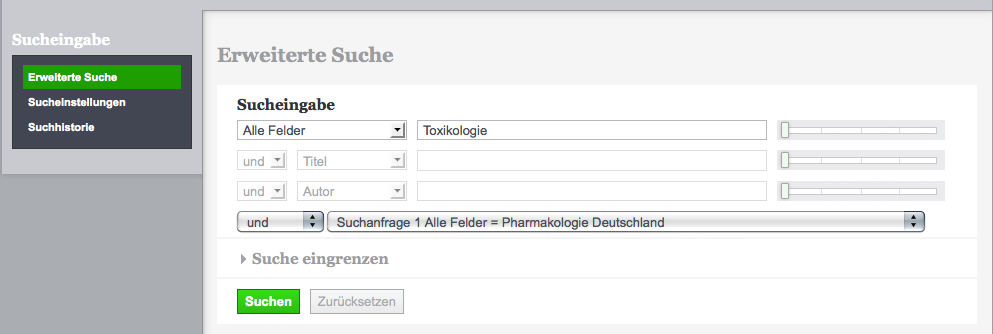 Sucheingabe
Erweiterte Suche
Sucheinstellungen
Suchhistorie
Erweiterte Suche
Sucheingabe
Alle Felder Toxikologie
und Titel
und Autor
und Suchanfrage 1 Alle Felder = Pharmakologie Deutschland
Suche eingrenzen
Suchen Zurücksetzen